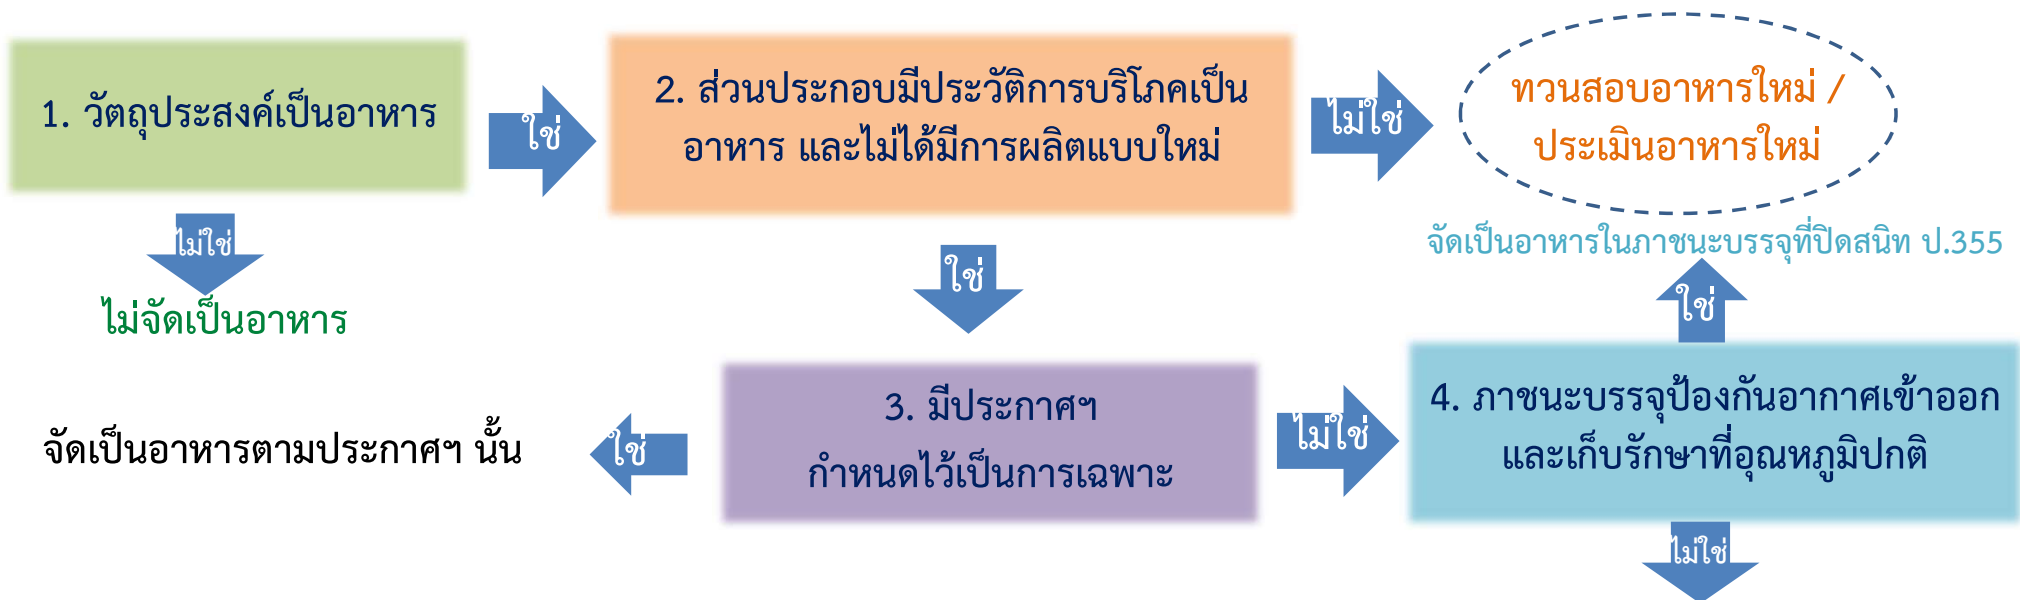 1. วัตถุประสงค์เป็นอาหาร
ใช่
2. ส่วนประกอบมีประวัติการบริโภคเป็น
อาหาร และไม่ได้มีการผลิตแบบใหม่
ไม่ใช่
ทวนสอบอาหารใหม่ /
ประเมินอาหารใหม่
ไม่ใช่
ไม่จัดเป็นอาหาร
ใช่
จัดเป็นอาหารในภาชนะบรรจุที่ปิดสนิท ป.355
ใช่
จัดเป็นอาหารตามประกาศฯ นั้น
ใช่
3. มีประกาศฯ
กำหนดไว้เป็นการเฉพาะ
ไม่ใช่
4. ภาชนะบรรจุป้องกันอากาศเข้าออก
และเก็บรักษาที่อุณหภูมิปกติ
ไม่ใช่